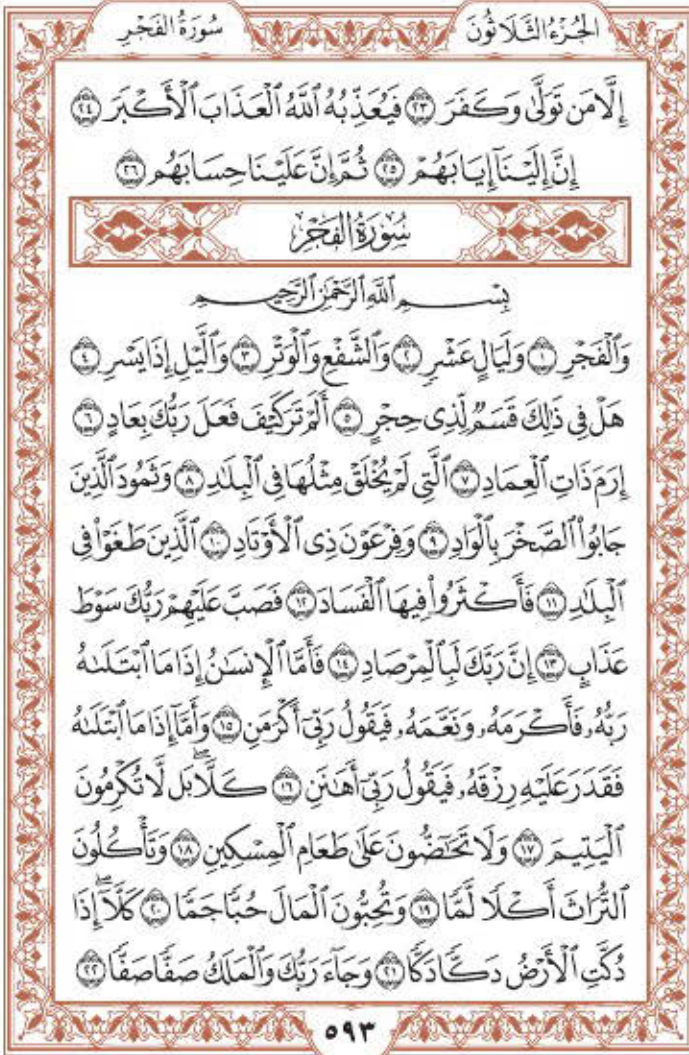 سُورَةُ الْفَجْرِ
الجُزْءُ الثَّلَاثُونَ
إِلَّا مَن تَوَلَّىٰ وَكَفَرَ ٢٣ فَيُعَذِّبُهُ ٱللَّهُ ٱلْعَذَابَ ٱلْأَكْبَرَ ٢٤
إِنَّ إِلَيْنَآ إِيَابَهُمْ ٢٥ ثُمَّ إِنَّ عَلَيْنَا حِسَابَهُم ٢٦
سُورَةُ الفَجْرِ
بِسْمِ ٱللَّهِ ٱلرَّحْمَٰنِ ٱلرَّحِيمِ
وَٱلْفَجْرِ ١ وَلَيَالٍ عَشْرٍ ٢ وَٱلشَّفْعِ وَٱلْوَتْرِ ٣ وَٱلَّيْلِ إِذَا يَسْرِ ٤
هَلْ فِى ذَٰلِكَ قَسَمٌ لِّذِى حِجْرٍ ٥ أَلَمْ تَرَ كَيْفَ فَعَلَ رَبُّكَ بِعَادٍ ٦
إِرَمَ ذَاتِ ٱلْعِمَادِ ٧ ٱلَّتِى لَمْ يُخْلَقْ مِثْلُهَا فِى ٱلْبِلَٰدِ ٨ وَثَمُودَ ٱلَّذِينَ
جَابُوا۟ ٱلصَّخْرَ بِٱلْوَادِ ٩ وَفِرْعَوْنَ ذِى ٱلْأَوْتَادِ ١٠ ٱلَّذِينَ طَغَوْا۟ فِى
ٱلْبِلَٰدِ ١١ فَأَكْثَرُوا۟ فِيهَا ٱلْفَسَادَ ١٢ فَصَبَّ عَلَيْهِمْ رَبُّكَ سَوْطَ
عَذَابٍ ١٣ إِنَّ رَبَّكَ لَبِٱلْمِرْصَادِ ١٤ فَأَمَّا ٱلْإِنسَٰنُ إِذَا مَا ٱبْتَلَىٰهُ
رَبُّهُۥ فَأَكْرَمَهُۥ وَنَعَّمَهُۥ فَيَقُولُ رَبِّىٓ أَكْرَمَنِ ١٥ وَأَمَّآ إِذَا مَا ٱبْتَلَىٰهُ
فَقَدَرَ عَلَيْهِ رِزْقَهُۥ فَيَقُولُ رَبِّىٓ أَهَٰنَنِ ١٦ كَلَّاۖ بَل لَّا تُكْرِمُونَ
ٱلْيَتِيمَ ١٧ وَلَا تَحَٰٓضُّونَ عَلَىٰ طَعَامِ ٱلْمِسْكِينِ ١٨ وَتَأْكُلُونَ
ٱلتُّرَاثَ أَكْلًا لَّمًّا ١٩ وَتُحِبُّونَ ٱلْمَالَ حُبًّا جَمًّا ٢٠ كَلَّآۖ إِذَا
دُكَّتِ ٱلْأَرْضُ دَكًّا دَكًّا ٢١ وَجَآءَ رَبُّكَ وَٱلْمَلَكُ صَفًّا صَفًّا ٢٢
٥٩٣